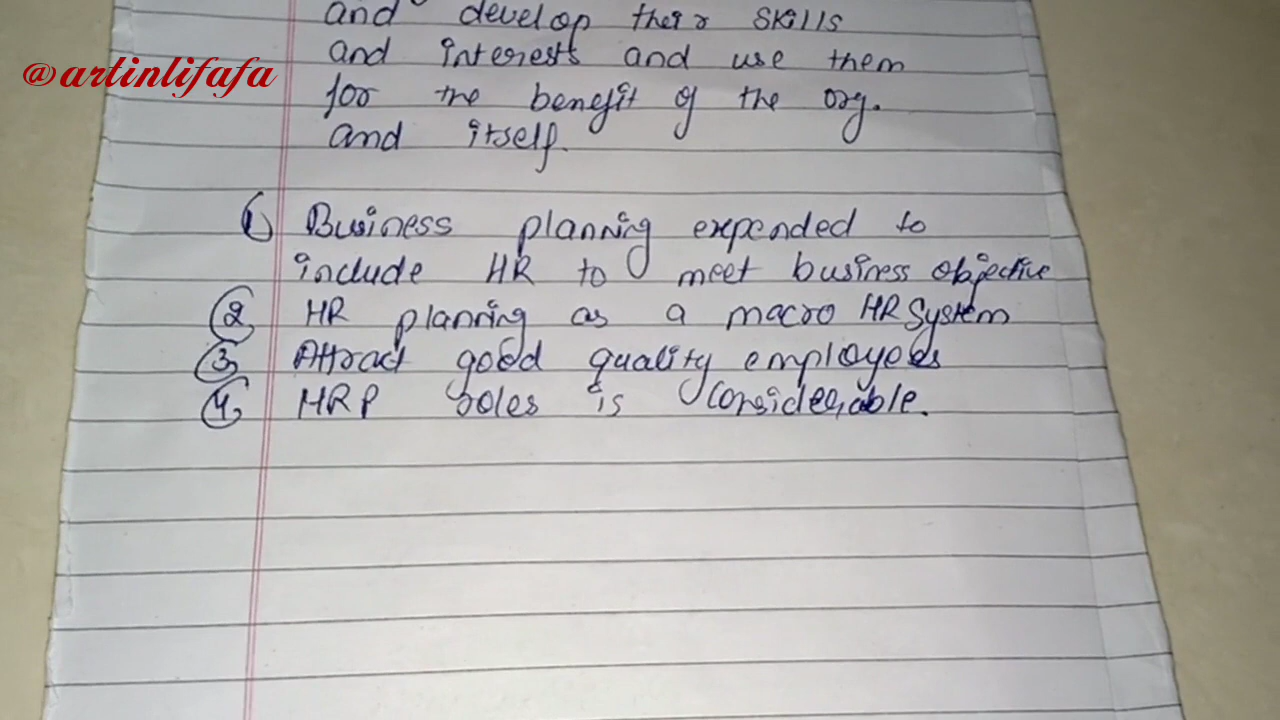 and develop their skills
@artinlifafa
and interests and use them
for the benefit of the org.
and itself.
1 Business planning expended to
include HR to meet business objective
2 HR planning as a macro HR System
3 Attract good quality employees
4 HRP roles is Considerable.